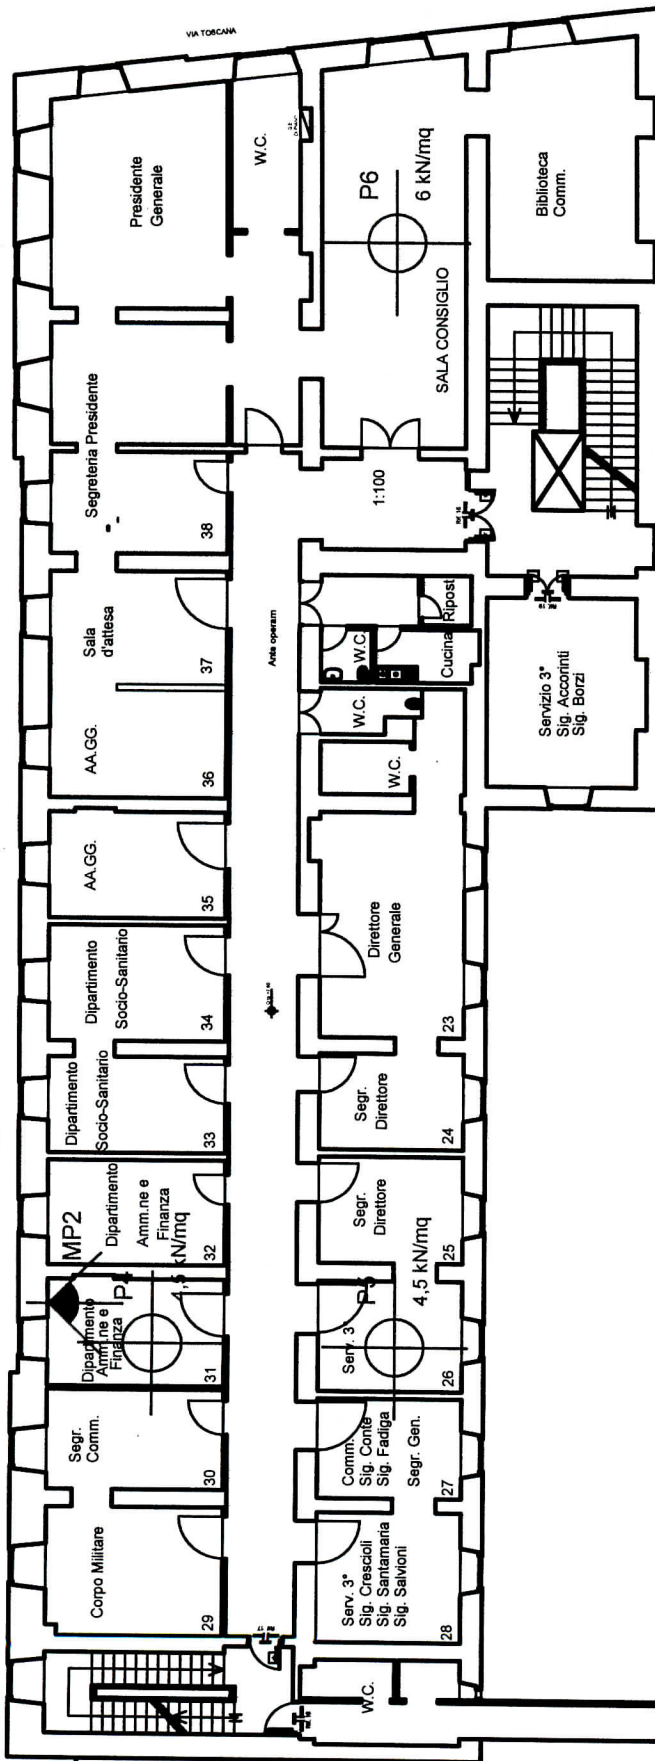 VIA TOSCANA
Presidente
Generale
W.C.
P6
6 kN/mq
SALA CONSIGLIO
Biblioteca
Comm.
Segreteria Presidente
38
1:100
Sala
d'attesa
37
Ante operam
W.C.
Cucina
Ripost
AA.GG.
36
W.C.
W.C.
Servizio 3°
Sig. Accorinti
Sig. Borzi
AA.GG.
35
Direttore
Generale
23
Dipartimento
Socio-Sanitario
34
Dipartimento
Socio-Sanitario
33
Segr.
Direttore
24
MP2
Dipartimento
Amm.ne e
Finanza
32
Segr.
Direttore
25
P4
4,5 kN/mq
Dipartimento
Amm.ne e
Finanza
31
P5
4,5 kN/mq
Serv. 3°
26
Segr.
Comm.
30
Comm.
Sig. Conte
Sig. Fadiga
Segr. Gen.
27
Corpo Militare
29
Serv. 3°
Sig. Crescioli
Sig. Santamaria
Sig. Salvioni
28
W.C.